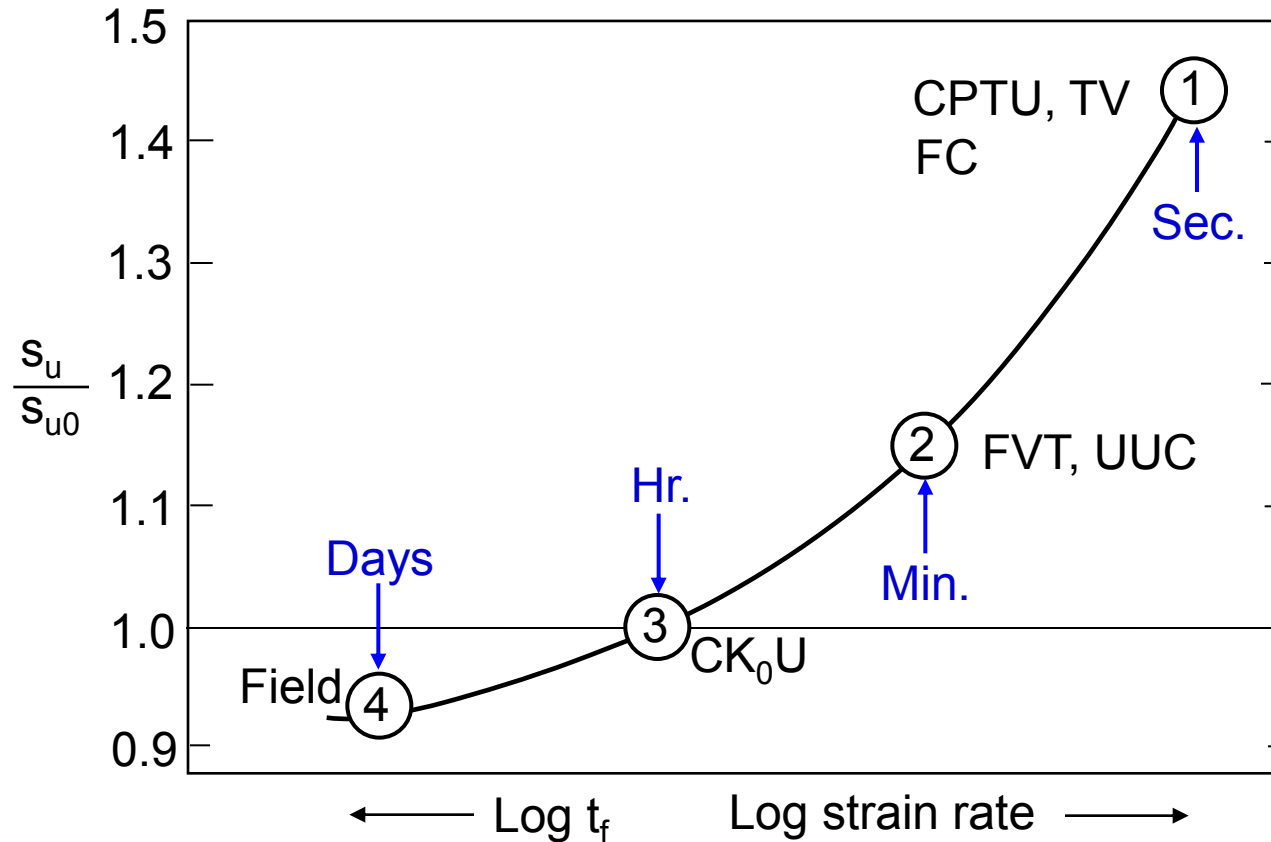 1.5
CPTU, TV
1
1.4
FC
Sec.
1.3
su
su0
1.2
2
FVT, UUC
Hr.
1.1
Days
Min.
1.0
3
CK0U
Field
4
0.9
Log tf
Log strain rate